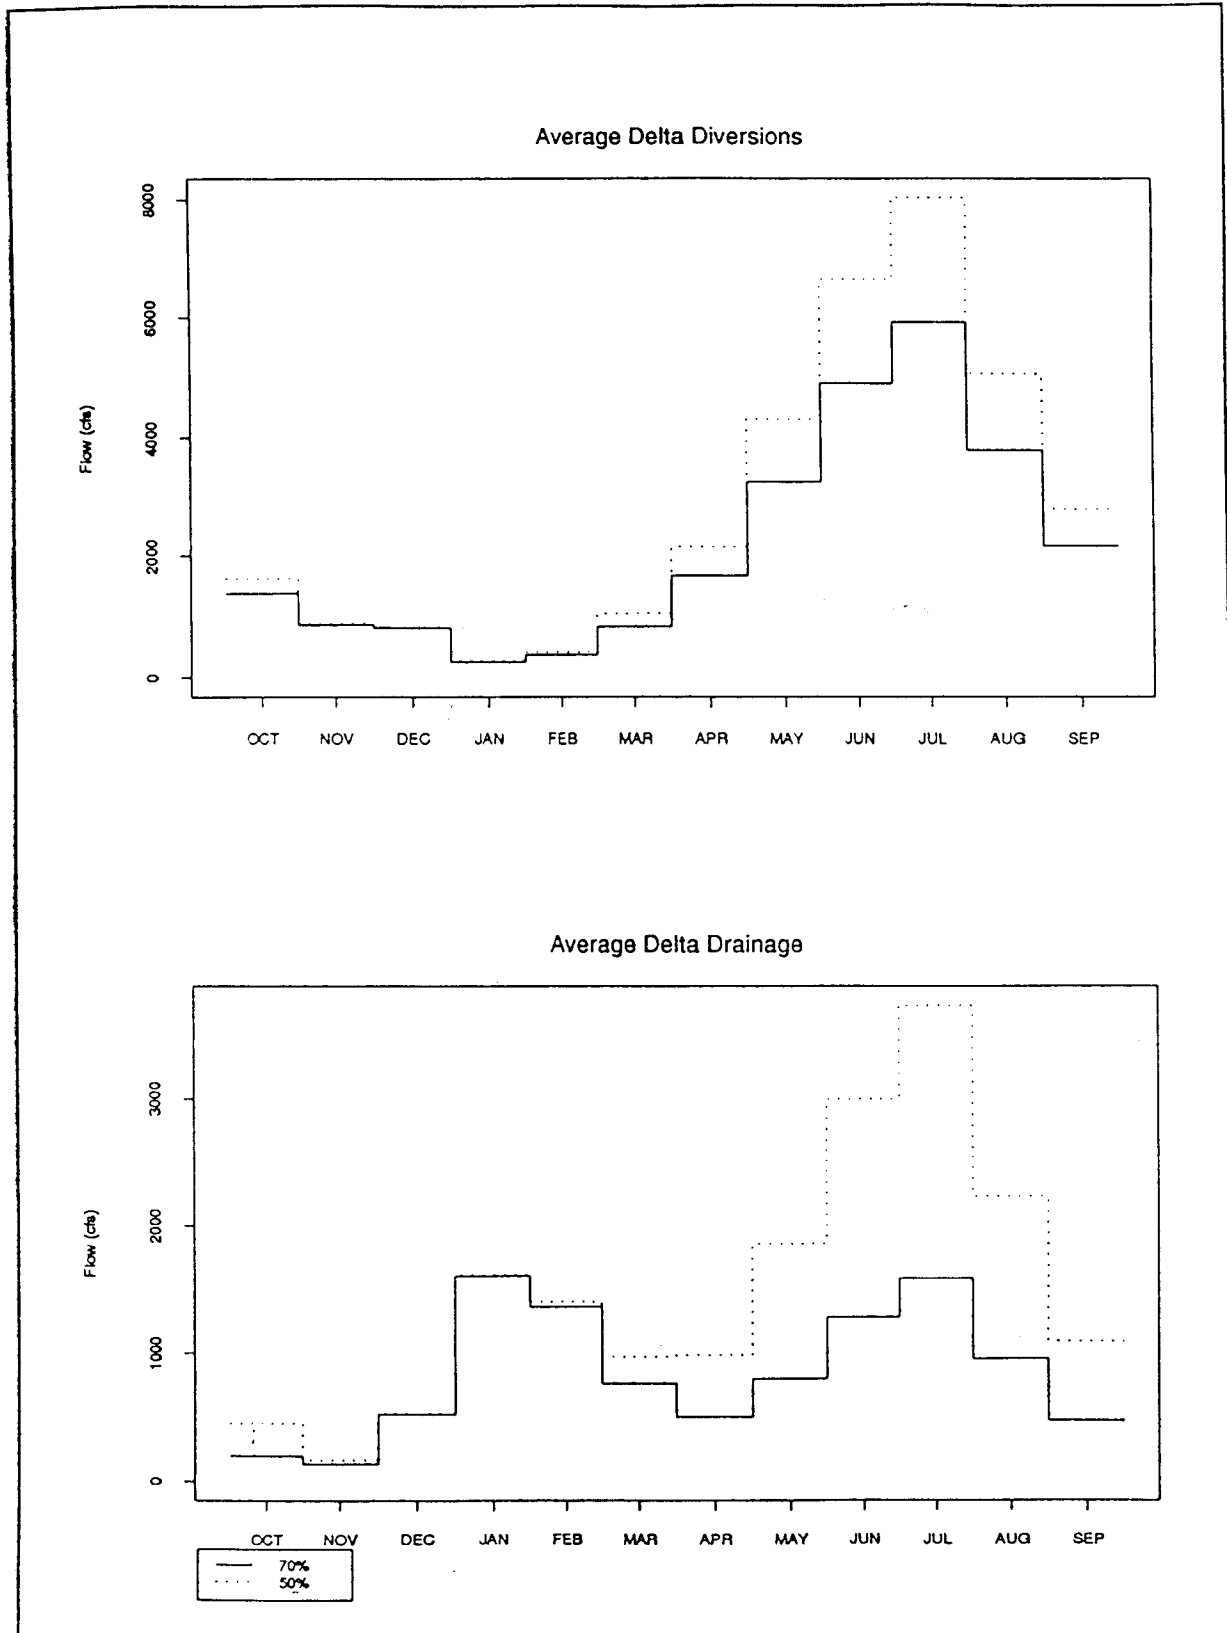 Average Delta Diversions
8000
6000
4000
2000
0
Flow (cfs)
OCT NOV DEC JAN FEB MAR APR MAY JUN JUL AUG SEP
Average Delta Drainage
3000
2000
1000
0
Flow (cfs)
OCT NOV DEC JAN FEB MAR APR MAY JUN JUL AUG SEP
70%
50%